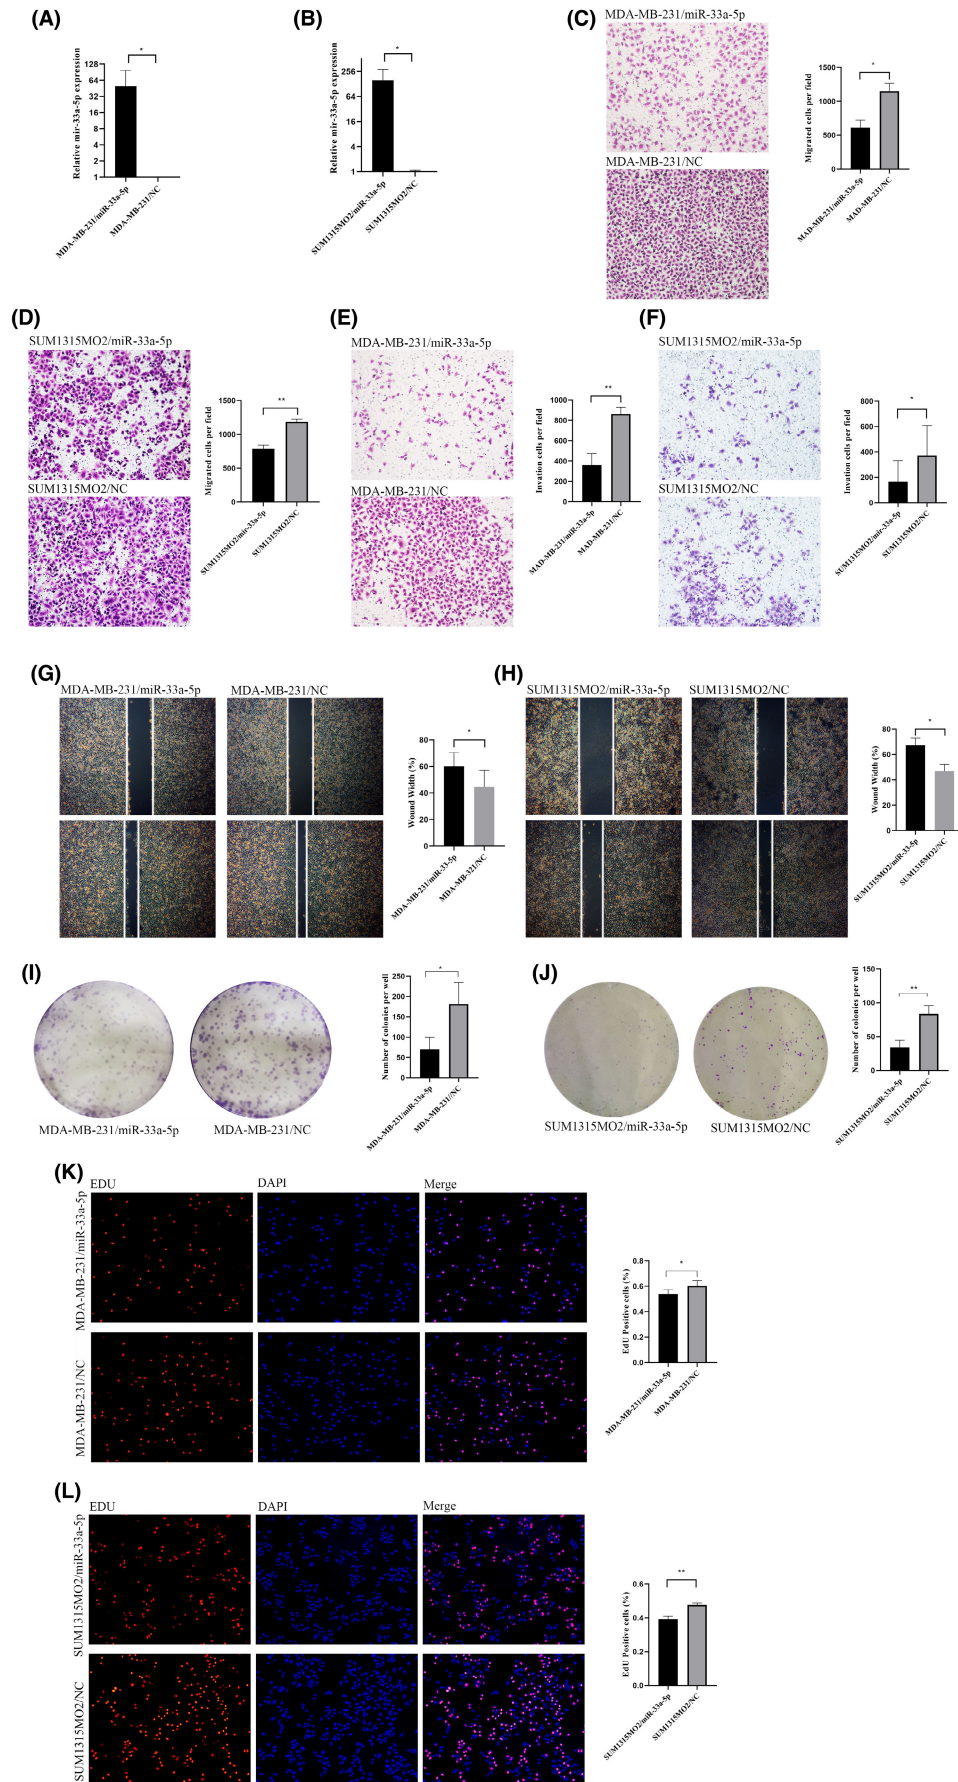 (A)
*
Relative mir-33a-5p expression
128
64
32
16
8
4
2
1
MDA-MB-231/miR-33a-5p
MDA-MB-231/NC
(B)
*
Relative mir-33a-5p expression
256
64
16
4
1
SUM1315MO2/miR-33a-5p
SUM1315MO2/NC
(C)
MDA-MB-231/miR-33a-5p
MDA-MB-231/NC
*
Migrated cells per field
1500
1000
500
0
MAD-MB-231/miR-33a-5p
MAD-MB-231/NC
(D)
SUM1315MO2/miR-33a-5p
SUM1315MO2/NC
**
Migrated cells per field
1500
1000
500
0
SUM1315MO2/mir-33a-5p
SUM1315MO2/NC
(E)
MDA-MB-231/miR-33a-5p
MDA-MB-231/NC
**
Invation cells per field
1000
800
600
400
200
0
MAD-MB-231/miR-33a-5p
MAD-MB-231/NC
(F)
SUM1315MO2/miR-33a-5p
SUM1315MO2/NC
*
Invation cells per field
800
600
400
200
0
SUM1315MO2/mir-33a-5p
SUM1315MO2/NC
(G)
MDA-MB-231/miR-33a-5p
MDA-MB-231/NC
*
Wound Width (%)
80
60
40
20
0
MDA-MB-231/miR-33-5p
MDA-MB-321/NC
(H)
SUM1315MO2/miR-33a-5p
SUM1315MO2/NC
*
Wound Width (%)
100
80
60
40
20
0
SUM1315MO2/miR-33-5p
SUM1315MO2/NC
(I)
MDA-MB-231/miR-33a-5p
MDA-MB-231/NC
*
Number of colonies per well
250
200
150
100
50
0
MDA-MB-231/miR-33a-5p
MDA-MB-231/NC
(J)
SUM1315MO2/miR-33a-5p
SUM1315MO2/NC
**
Number of colonies per well
150
100
50
0
SUM1315MO2/miR-33a-5p
SUM1315MO2/NC
(K)
EDU
DAPI
Merge
MDA-MB-231/miR-33a-5p
MDA-MB-231/NC
*
EdU Positive cells (%)
0.8
0.6
0.4
0.2
0.0
MDA-MB-231/miR-33a-5p
MDA-MB-231/NC
(L)
EDU
DAPI
Merge
SUM1315MO2/miR-33a-5p
SUM1315MO2/NC
**
EdU Positive cells (%)
0.6
0.4
0.2
0.0
SUM1315MO2/miR-33a-5p
SUM1315MO2/NC